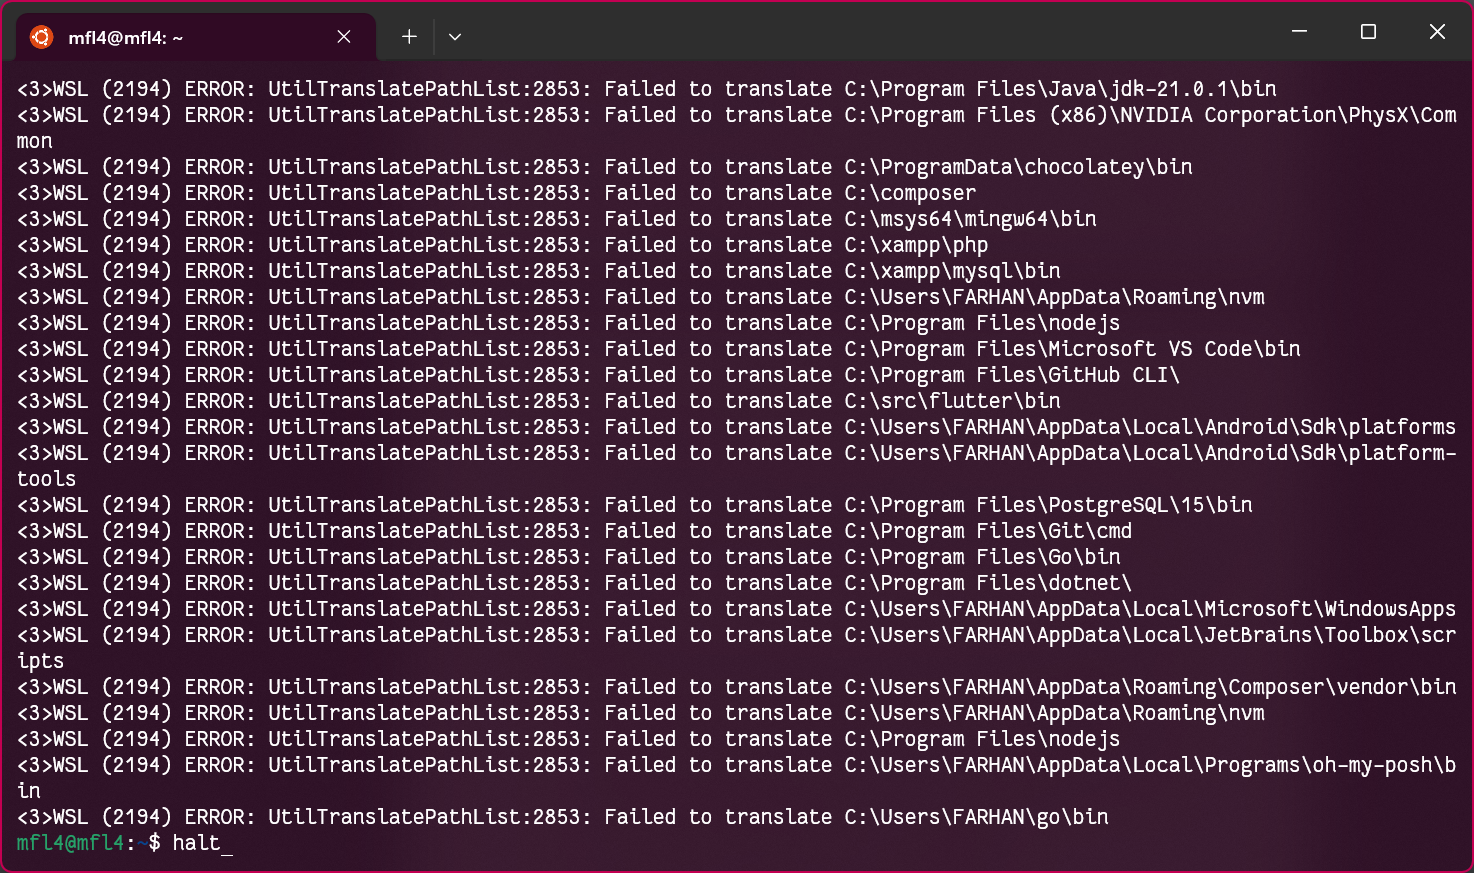 mfl4@mfl4: ~
<3>WSL (2194) ERROR: UtilTranslatePathList:2853: Failed to translate C:\Program Files\Java\jdk-21.0.1\bin
<3>WSL (2194) ERROR: UtilTranslatePathList:2853: Failed to translate C:\Program Files (x86)\NVIDIA Corporation\PhysX\Com
mon
<3>WSL (2194) ERROR: UtilTranslatePathList:2853: Failed to translate C:\ProgramData\chocolatey\bin
<3>WSL (2194) ERROR: UtilTranslatePathList:2853: Failed to translate C:\composer
<3>WSL (2194) ERROR: UtilTranslatePathList:2853: Failed to translate C:\msys64\mingw64\bin
<3>WSL (2194) ERROR: UtilTranslatePathList:2853: Failed to translate C:\xampp\php
<3>WSL (2194) ERROR: UtilTranslatePathList:2853: Failed to translate C:\xampp\mysql\bin
<3>WSL (2194) ERROR: UtilTranslatePathList:2853: Failed to translate C:\Users\FARHAN\AppData\Roaming\nvm
<3>WSL (2194) ERROR: UtilTranslatePathList:2853: Failed to translate C:\Program Files\nodejs
<3>WSL (2194) ERROR: UtilTranslatePathList:2853: Failed to translate C:\Program Files\Microsoft VS Code\bin
<3>WSL (2194) ERROR: UtilTranslatePathList:2853: Failed to translate C:\Program Files\GitHub CLI\
<3>WSL (2194) ERROR: UtilTranslatePathList:2853: Failed to translate C:\src\flutter\bin
<3>WSL (2194) ERROR: UtilTranslatePathList:2853: Failed to translate C:\Users\FARHAN\AppData\Local\Android\Sdk\platforms
<3>WSL (2194) ERROR: UtilTranslatePathList:2853: Failed to translate C:\Users\FARHAN\AppData\Local\Android\Sdk\platform-
tools
<3>WSL (2194) ERROR: UtilTranslatePathList:2853: Failed to translate C:\Program Files\PostgreSQL\15\bin
<3>WSL (2194) ERROR: UtilTranslatePathList:2853: Failed to translate C:\Program Files\Git\cmd
<3>WSL (2194) ERROR: UtilTranslatePathList:2853: Failed to translate C:\Program Files\Go\bin
<3>WSL (2194) ERROR: UtilTranslatePathList:2853: Failed to translate C:\Program Files\dotnet\
<3>WSL (2194) ERROR: UtilTranslatePathList:2853: Failed to translate C:\Users\FARHAN\AppData\Local\Microsoft\WindowsApps
<3>WSL (2194) ERROR: UtilTranslatePathList:2853: Failed to translate C:\Users\FARHAN\AppData\Local\JetBrains\Toolbox\scr
ipts
<3>WSL (2194) ERROR: UtilTranslatePathList:2853: Failed to translate C:\Users\FARHAN\AppData\Roaming\Composer\vendor\bin
<3>WSL (2194) ERROR: UtilTranslatePathList:2853: Failed to translate C:\Users\FARHAN\AppData\Roaming\nvm
<3>WSL (2194) ERROR: UtilTranslatePathList:2853: Failed to translate C:\Program Files\nodejs
<3>WSL (2194) ERROR: UtilTranslatePathList:2853: Failed to translate C:\Users\FARHAN\AppData\Local\Programs\oh-my-posh\b
in
<3>WSL (2194) ERROR: UtilTranslatePathList:2853: Failed to translate C:\Users\FARHAN\go\bin
mfl4@mfl4:~$ halt_